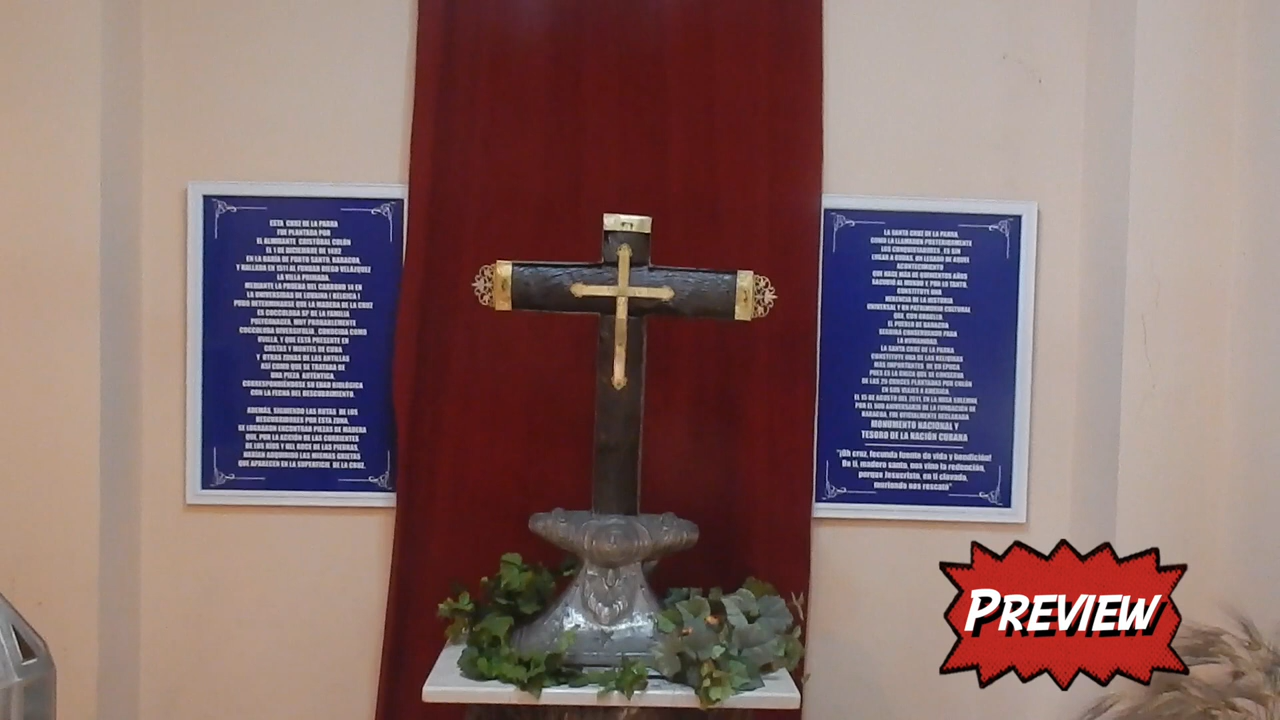 ESTA CRUZ DE LA PARRA
FUE PLANTADA POR
EL ALMIRANTE CRISTÓBAL COLÓN
EL 1 DE DICIEMBRE DE 1492
EN LA BAHÍA DE PORTO SANTO, BARACOA,
Y HALLADA EN 1511 AL FUNDAR DIEGO VELÁZQUEZ
LA VILLA PRIMADA.
MEDIANTE LA PRUEBA DEL CARBONO 14 EN
LA UNIVERSIDAD DE LOVAINA ( BÉLGICA )
PUDO DETERMINARSE QUE LA MADERA DE LA CRUZ
ES COCCOLOBA SP DE LA FAMILIA
MUY PROBABLEMENTE
COCCOLOBA DIVERSIFOLIA, CONOCIDA COMO
UVILLA, Y QUE ESTÁ PRESENTE EN
COSTAS Y MONTES DE CUBA
Y OTRAS ZONAS DE LAS ANTILLAS
ASÍ COMO QUE SE TRATABA DE
UNA PIEZA AUTÉNTICA,
CORRESPONDIÉNDOSE SU EDAD BIOLÓGICA
CON LA FECHA DEL DESCUBRIMIENTO.
ADEMÁS, SIGUIENDO LAS RUTAS DE LOS
DESCUBRIDORES POR ESTA ZONA,
SE LOGRARON ENCONTRAR PIEZAS DE MADERA
QUE, POR LA ACCIÓN DE LAS CORRIENTES
DE LOS RÍOS Y DEL ROCE DE LAS PIEDRAS,
HABÍAN ADQUIRIDO LAS MISMAS GRIETAS
QUE APARECEN EN LA SUPERFICIE DE LA CRUZ.
LA SANTA CRUZ DE LA PARRA,
COMO LA LLAMARON POSTERIORMENTE
LOS CONQUISTADORES, ES SIN
LUGAR A DUDAS, UN LEGADO DE AQUEL
ACONTECIMIENTO
QUE HACE MÁS DE QUINIENTOS AÑOS
SACUDIÓ AL MUNDO Y POR LO TANTO,
CONSTITUYE UNA
HERENCIA DE LA HISTORIA
UNIVERSAL Y UN PATRIMONIO CULTURAL
QUE, CON ORGULLO,
EL PUEBLO DE BARACOA
SEGUIRÁ CONSERVANDO PARA
LA HUMANIDAD.
LA SANTA CRUZ DE LA PARRA
CONSTITUYE UNA DE LAS RELIQUIAS
MÁS IMPORTANTES DE SU ÉPOCA
PUES ES LA ÚNICA QUE SE CONSERVA
DE LAS 29 CRUCES PLANTADAS POR COLÓN
EN SUS VIAJES A AMÉRICA.
EL 15 DE AGOSTO DEL 2011, EN LA MISA SOLEMNE
POR EL 500 ANIVERSARIO DE LA FUNDACIÓN DE
BARACOA, FUE OFICIALMENTE DECLARADA
MONUMENTO NACIONAL Y
TESORO DE LA NACIÓN CUBANA
"¡Oh cruz, fecunda fuente de vida y bendición!
De ti, madero santo, nos vino la redención,
porque Jesucristo, en ti clavado,
muriendo nos rescató"
PREVIEW